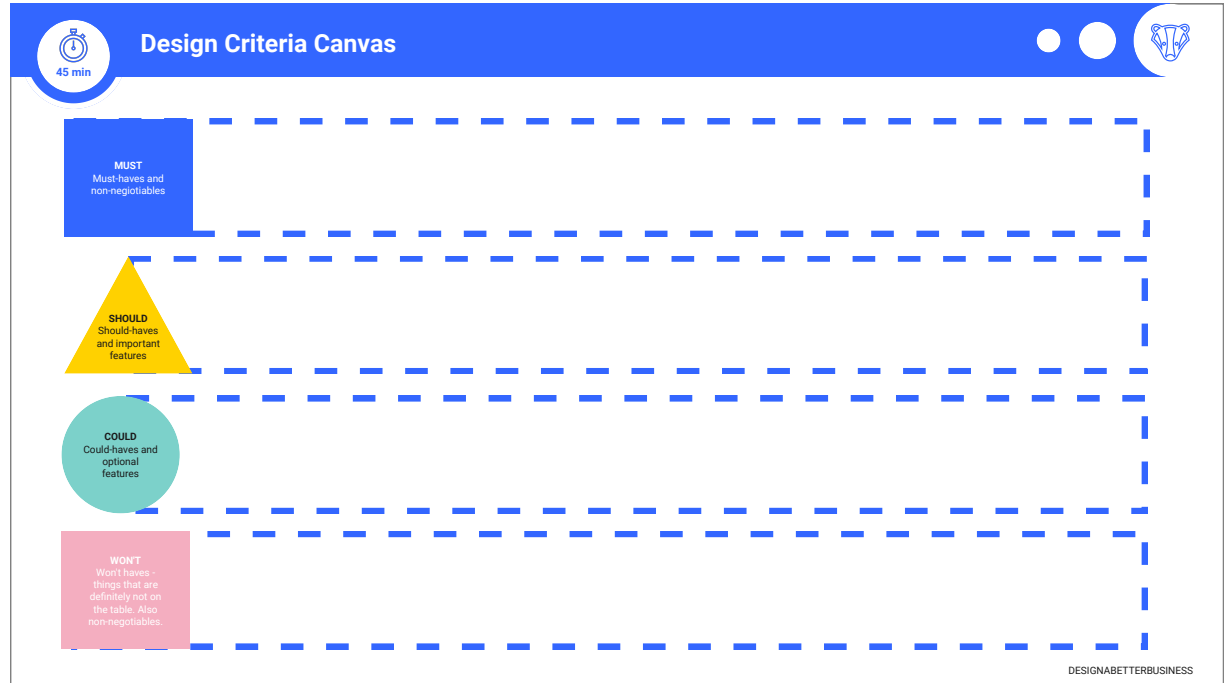 Design Criteria Canvas
45 min
MUST
Must-haves and
non-negiotiables
SHOULD
Should-haves
and important
features
COULD
Could-haves and
optional
features
WON'T
Won't haves -
things that are
definitely not on
the table. Also
non-negotiables.
DESIGNABETTERBUSINESS